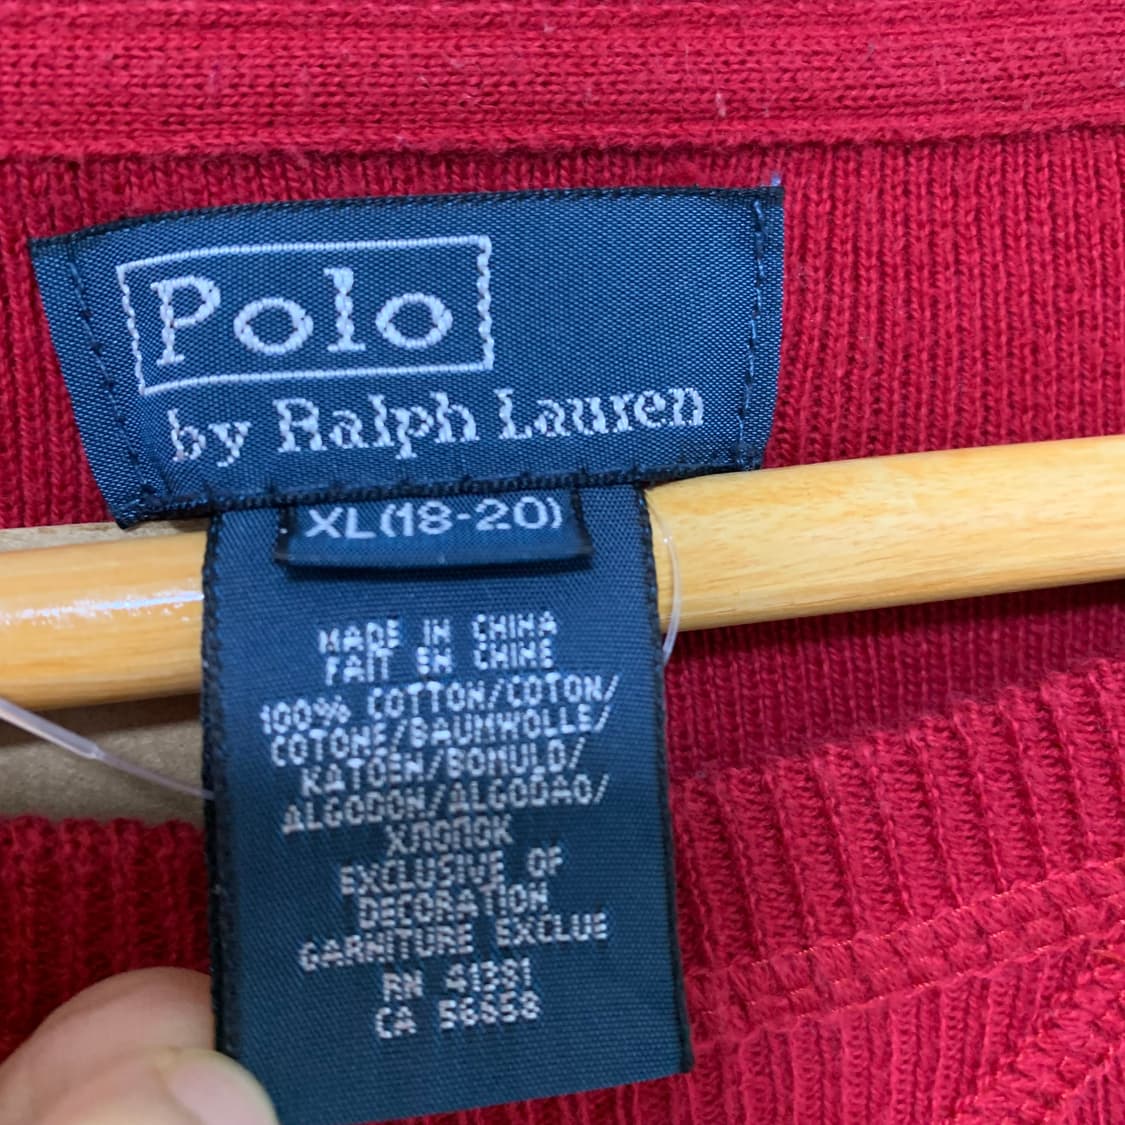 Polo
by Ralph Lauren
XL(18-20)
MADE IN CHINA
FAIT EN CHINE
100% COTTON/COTON/
COTONE/BAUMWOLLE/
KATOEN/BOMULD/
ALGODON/ALGODAO/
ХЛОПОК
EXCLUSIVE OF
DECORATION
GARNITURE EXCLUE
RN 41381
CA 56858